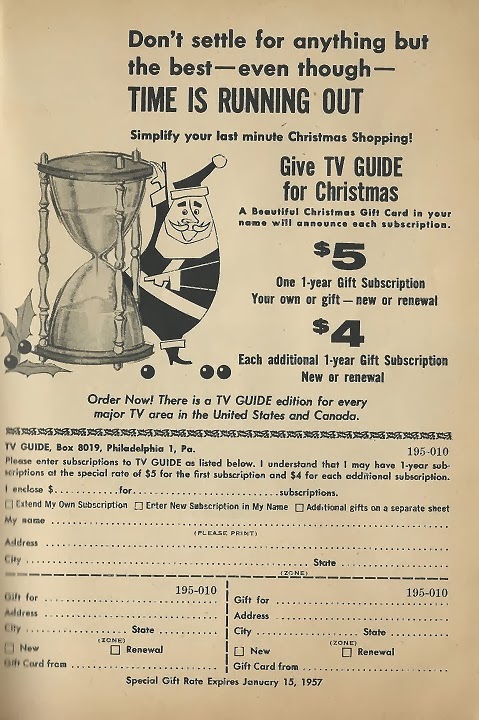 Don't settle for anything but
the best—even though—
TIME IS RUNNING OUT
Simplify your last minute Christmas Shopping!
Give TV GUIDE
for Christmas
A Beautiful Christmas Gift Card in your
name will announce each subscription.
$5
One 1-year Gift Subscription
Your own or gift — new or renewal
$4
Each additional 1-year Gift Subscription
New or renewal
Order Now! There is a TV GUIDE edition for every
major TV area in the United States and Canada.
TV GUIDE, Box 8019, Philadelphia 1, Pa. 195-010
Please enter subscriptions to TV GUIDE as listed below. I understand that I may have 1-year sub-
scriptions at the special rate of $5 for the first subscription and $4 for each additional subscription.
I enclose $..............for..............................subscriptions.
☐ Extend My Own Subscription ☐ Enter New Subscription in My Name ☐ Additional gifts on a separate sheet
My name ..............................
(PLEASE PRINT)
Address ..............................
City .............................. State ..............................
(ZONE)
195-010
Gift for ..............................
Address ..............................
City .............................. State ..............
(ZONE)
☐ New ☐ Renewal
Gift Card from ..............................
195-010
Gift for ..............................
Address ..............................
City .............................. State ..............
(ZONE)
☐ New ☐ Renewal
Gift Card from ..............................
Special Gift Rate Expires January 15, 1957